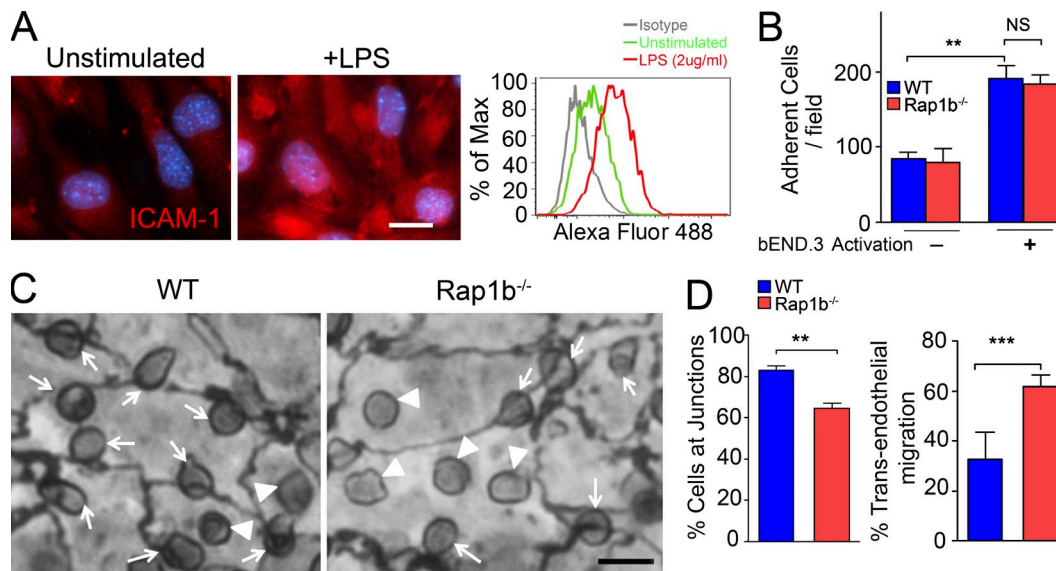 A
Unstimulated
+LPS
ICAM-1
Isotype
Unstimulated
LPS (2ug/ml)
% of Max
100
80
60
40
20
0
Alexa Fluor 488
B
Adherent Cells
/ field
200
100
0
**
NS
WT
Rap1b-/-
bEND.3 Activation
–
+
C
WT
Rap1b-/-
D
WT
Rap1b-/-
% Cells at Junctions
100
80
60
40
20
0
**
% Trans-endothelial
migration
80
60
40
20
0
***